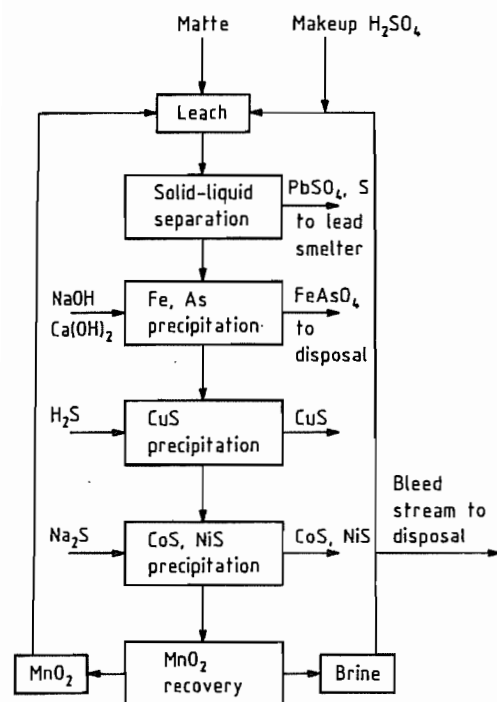 Matte
Makeup H₂SO₄
Leach
Solid-liquid
separation
PbSO₄, S
to lead
smelter
NaOH
Ca(OH)₂
Fe, As
precipitation
FeAsO₄
to
disposal
H₂S
CuS
precipitation
CuS
Bleed
stream to
disposal
Na₂S
CoS, NiS
precipitation
CoS, NiS
MnO₂
MnO₂
recovery
Brine